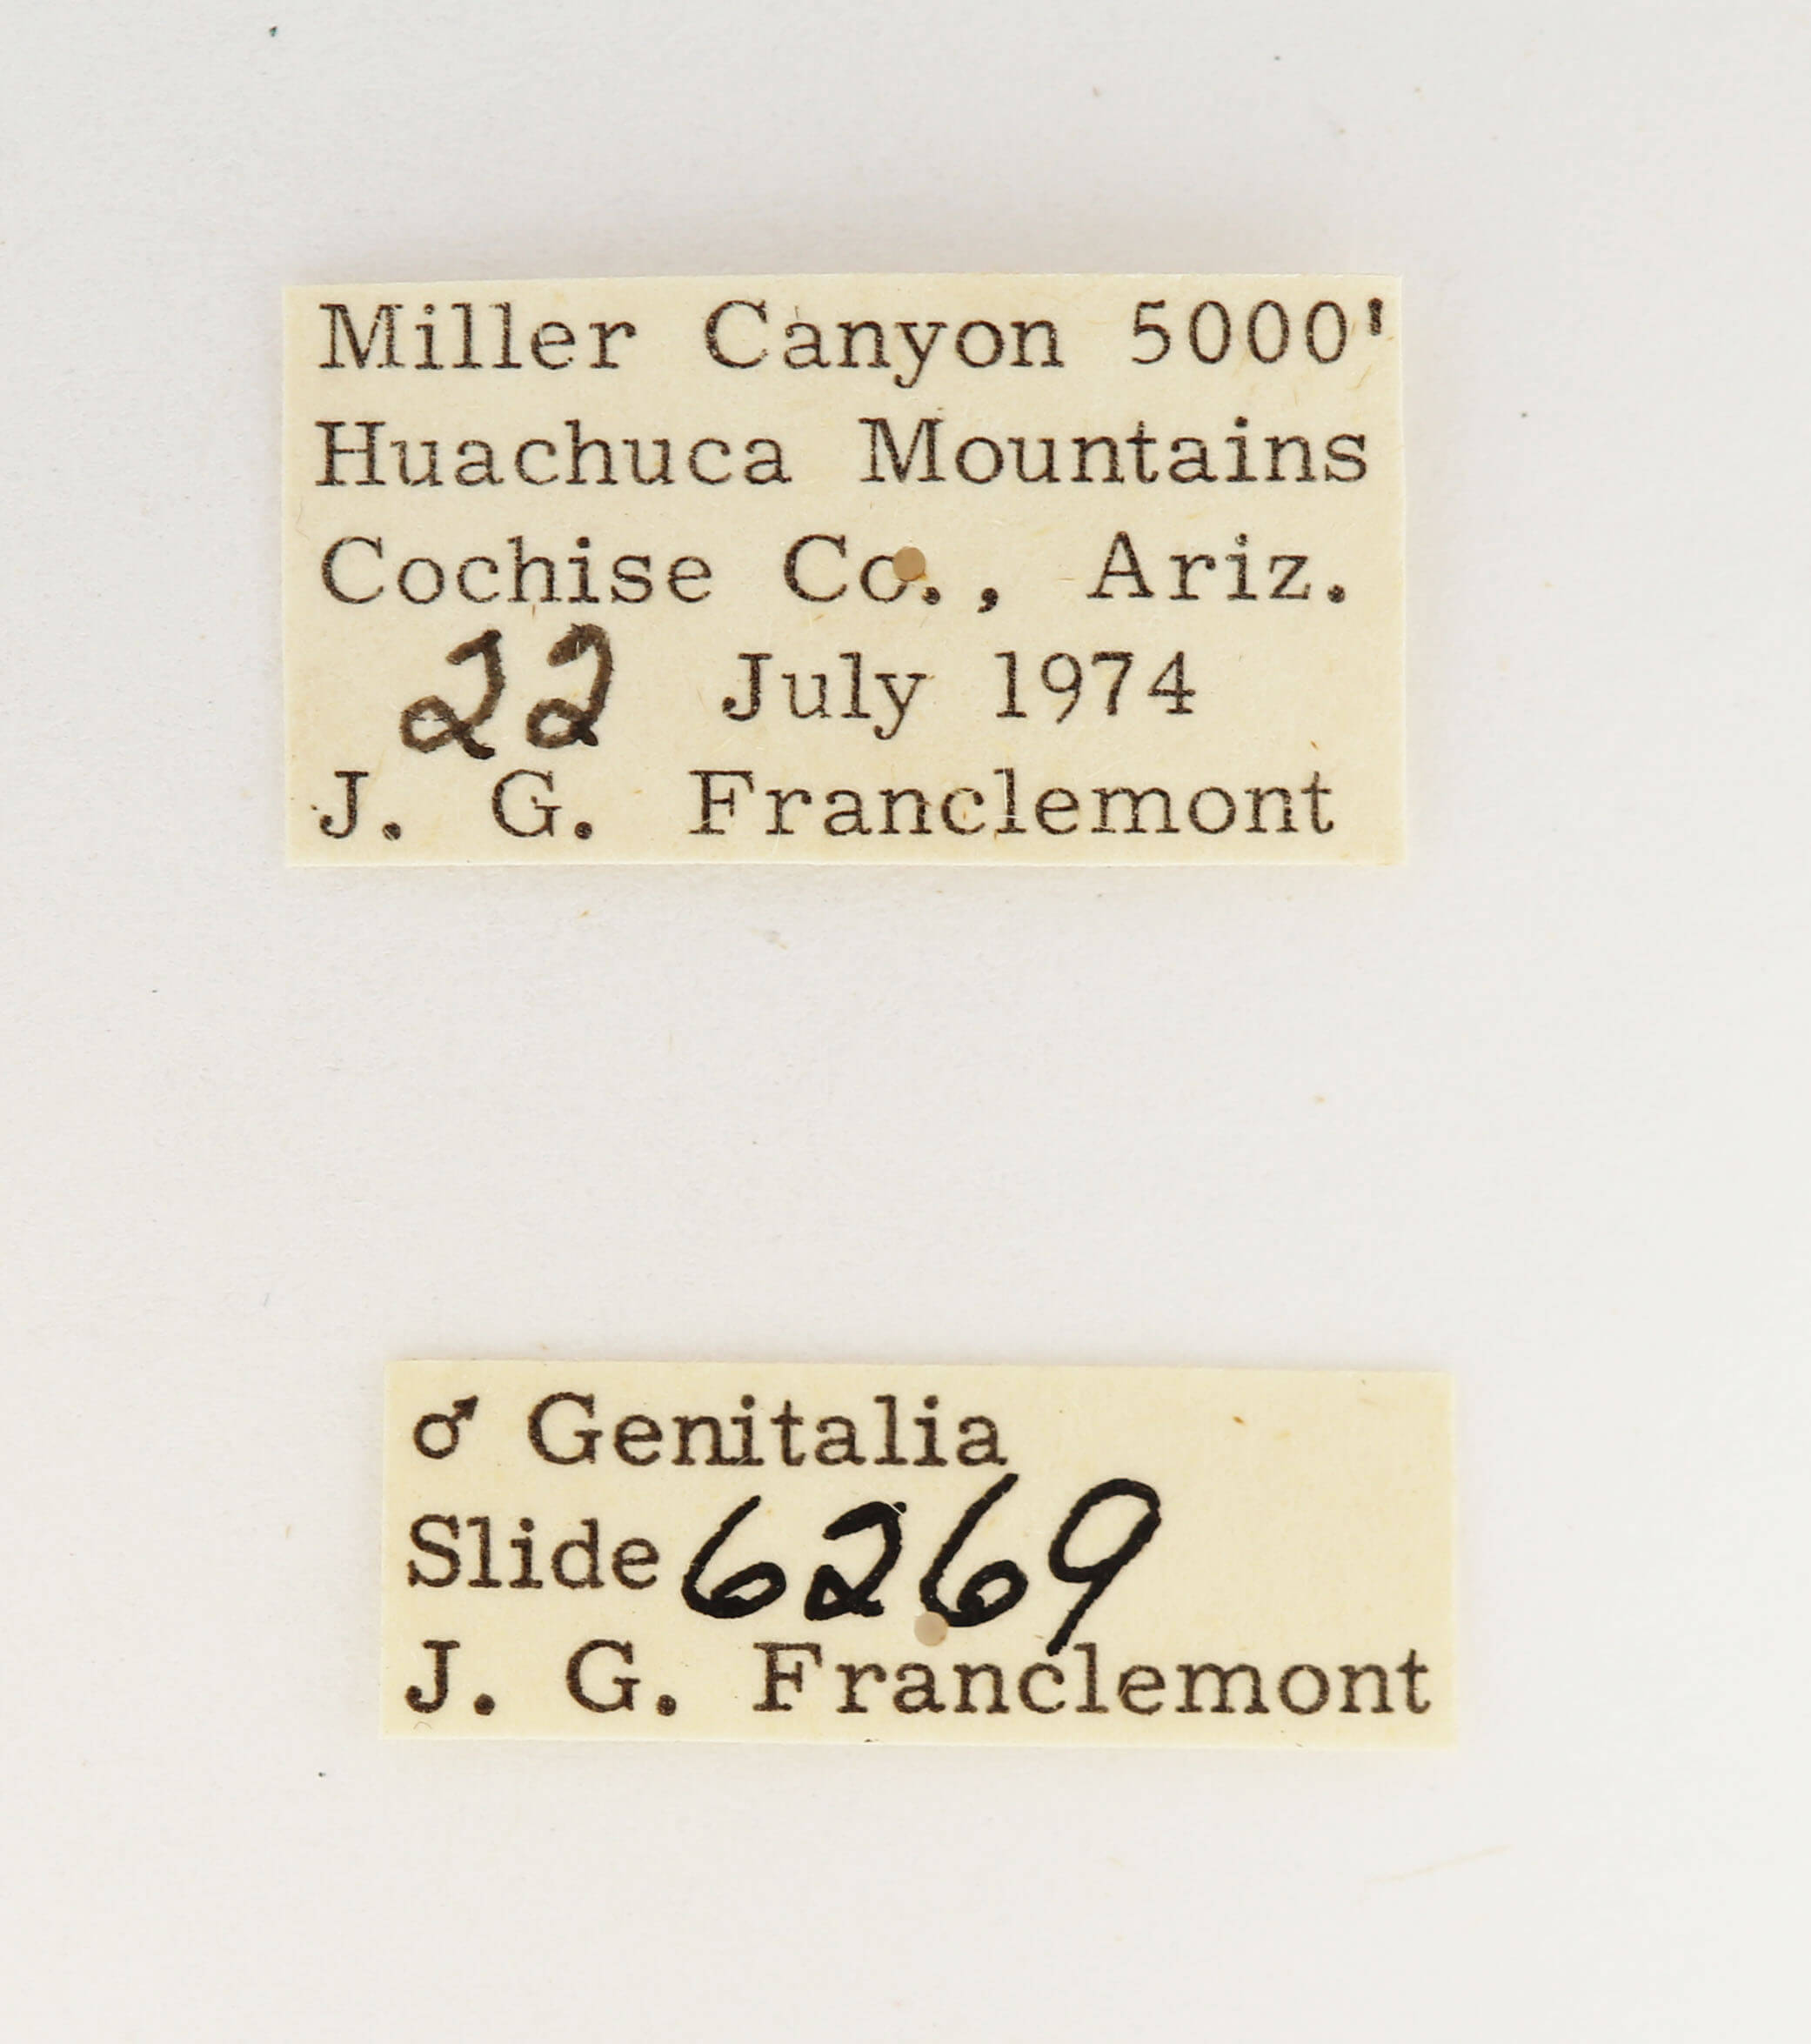 Miller Canyon 5000'
Huachuca Mountains
Cochise Co., Ariz.
22 July 1974
J. G. Franclemont
♂ Genitalia
Slide 6269
J. G. Franclemont